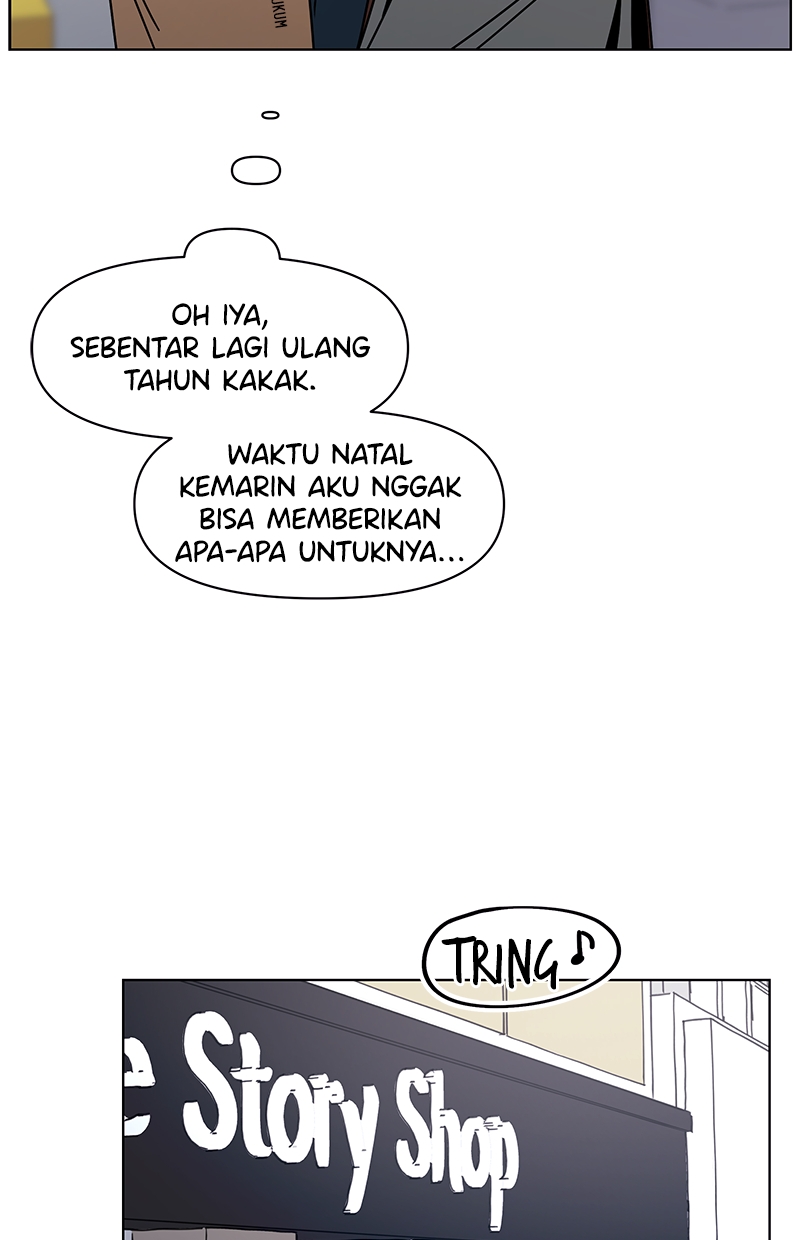 UKUM
OH IYA,
SEBENTAR LAGI ULANG
TAHUN KAKAK.
WAKTU NATAL
KEMARIN AKU NGGAK
BISA MEMBERIKAN
APA-APA UNTUKNYA...
TRING♪
e Story Shop